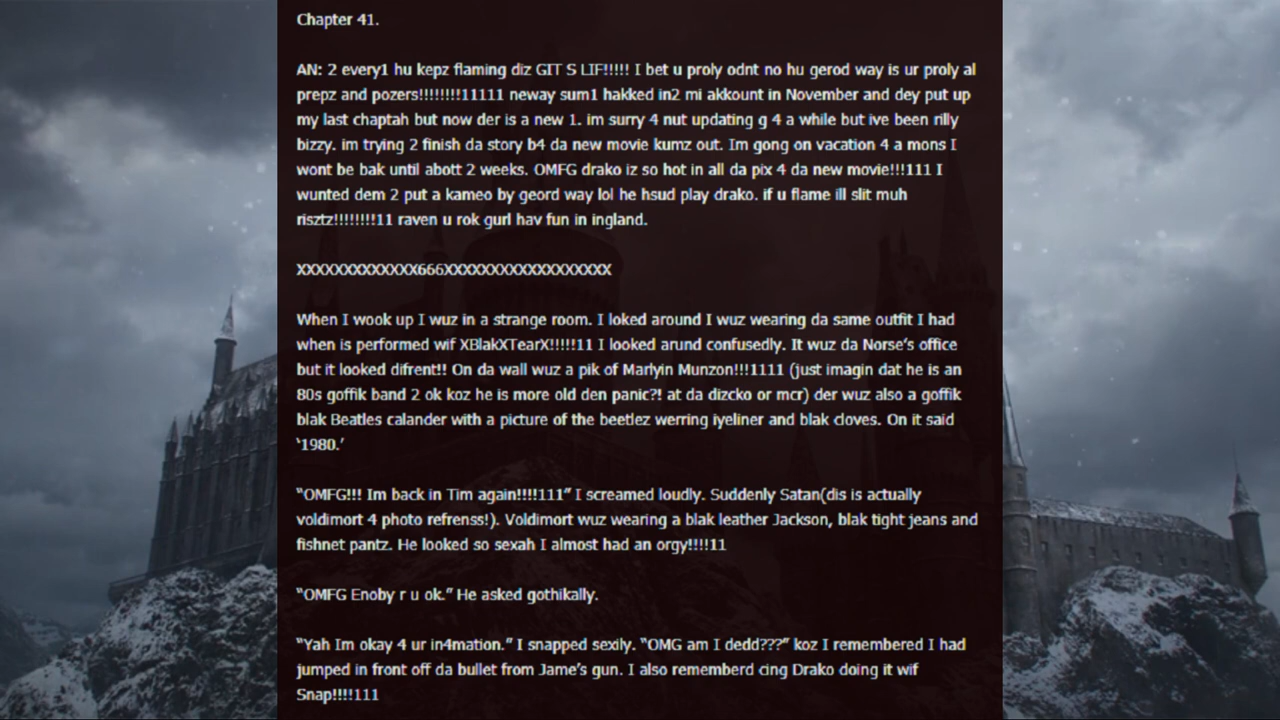 Chapter 41.
AN: 2 every1 hu kepz flaming diz GIT S LIF!!!!! I bet u proly odnt no hu gerod way is ur proly al
prepz and pozers!!!!!!!!11111 neway sum1 hakked in2 mi akkount in November and dey put up
my last chaptah but now der is a new 1. im surry 4 nut updating g 4 a while but ive been rilly
bizzy. im trying 2 finish da story b4 da new movie kumz out. Im gong on vacation 4 a mons I
wont be bak until abott 2 weeks. OMFG drako iz so hot in all da pix 4 da new movie!!!111 I
wunted dem 2 put a kameo by geord way lol he hsud play drako. if u flame ill slit muh
risztz!!!!!!!!11 raven u rok gurl hav fun in ingland.
XXXXXXXXXXXXX666XXXXXXXXXXXXXXXXXX
When I wook up I wuz in a strange room. I loked around I wuz wearing da same outfit I had
when is performed wif XBlakXTearX!!!!!11 I looked arund confusedly. It wuz da Norse’s office
but it looked difrent!! On da wall wuz a pik of Marlyin Munzon!!!1111 (just imagin dat he is an
80s goffik band 2 ok koz he is more old den panic?! at da dizcko or mcr) der wuz also a goffik
blak Beatles calander with a picture of the beetlez werring iyeliner and blak cloves. On it said
‘1980.’
“OMFG!!! Im back in Tim again!!!!111” I screamed loudly. Suddenly Satan(dis is actually
voldimort 4 photo refrenss!). Voldimort wuz wearing a blak leather Jackson, blak tight jeans and
fishnet pantz. He looked so sexah I almost had an orgy!!!!11
“OMFG Enoby r u ok.” He asked gothikally.
“Yah Im okay 4 ur in4mation.” I snapped sexily. “OMG am I dedd???” koz I remembered I had
jumped in front off da bullet from Jame’s gun. I also rememberd cing Drako doing it wif
Snap!!!!111